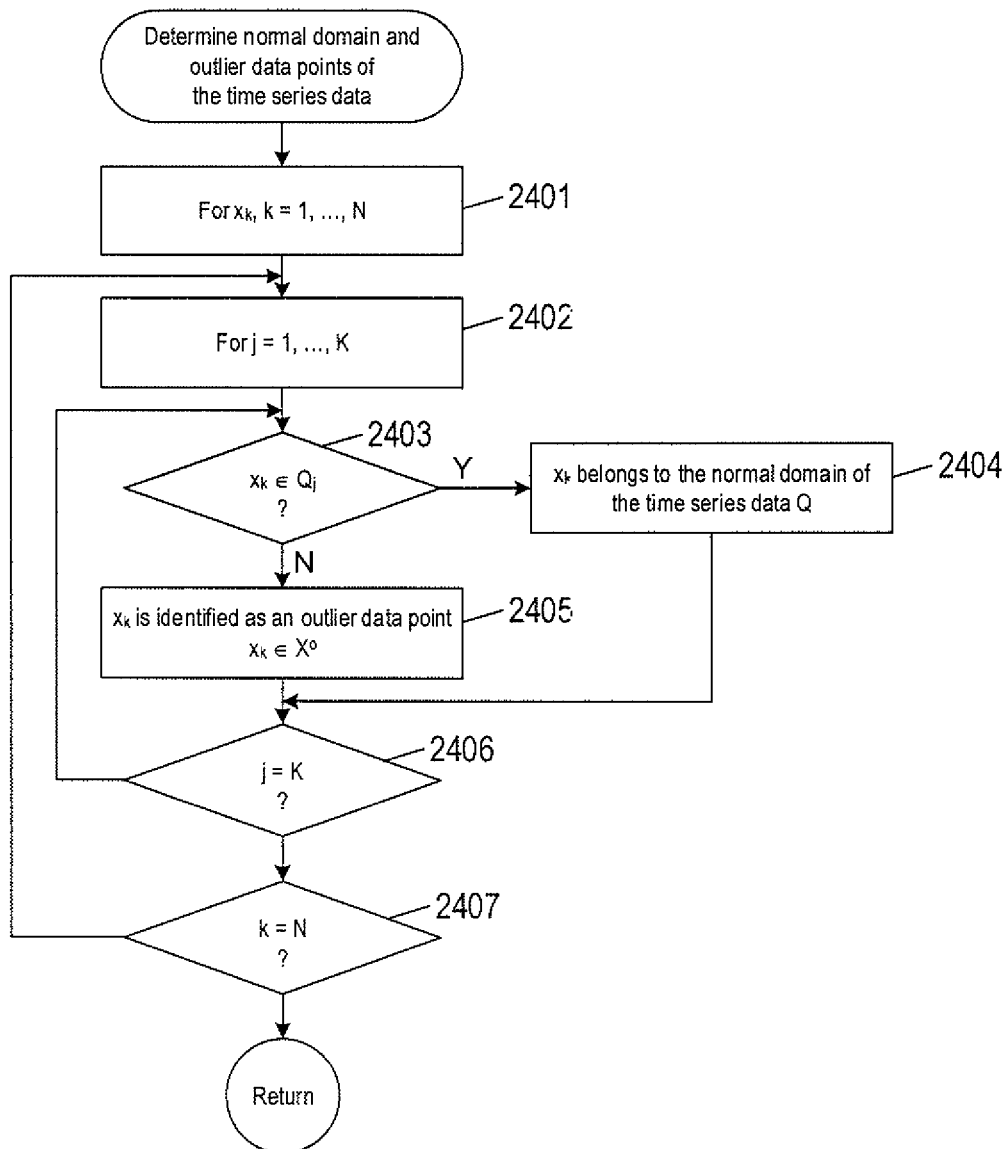 Determine normal domain and
outlier data points of
the time series data
For xₖ, k = 1, ..., N
2401
For j = 1, ..., K
2402
2403
xₖ ∈ Qⱼ
?
Y
xₖ belongs to the normal domain of
the time series data Q
2404
N
xₖ is identified as an outlier data point
xₖ ∈ Xᵒ
2405
2406
j = K
?
2407
k = N
?
Return